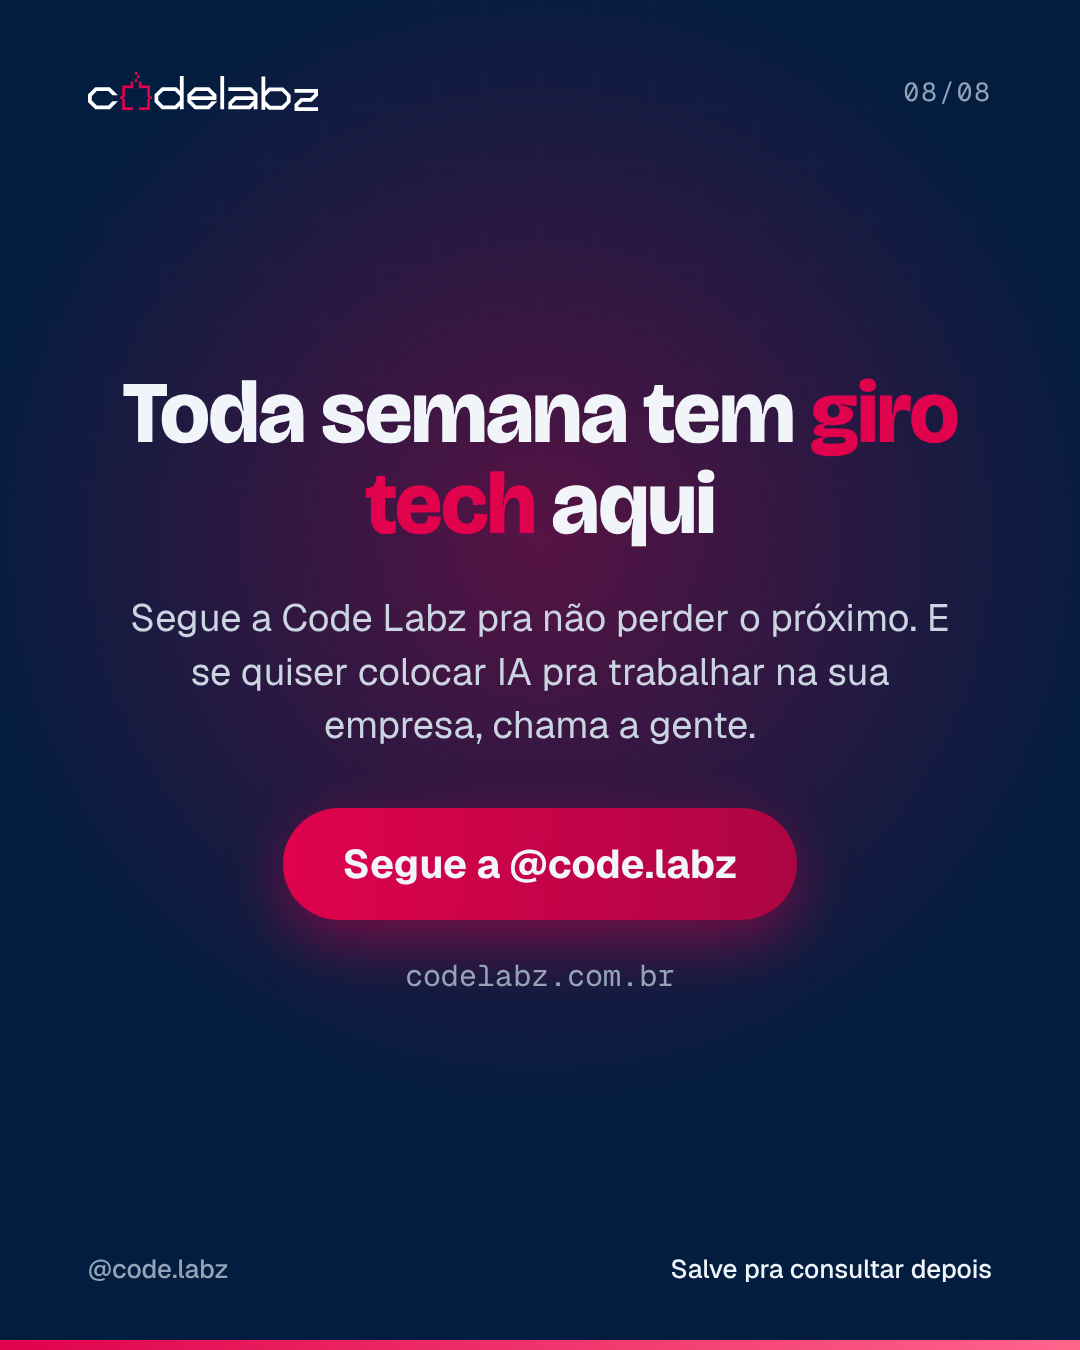 codelabz
08/08
Toda semana tem giro
tech aqui
Segue a Code Labz pra não perder o próximo. E
se quiser colocar IA pra trabalhar na sua
empresa, chama a gente.
Segue a @code.labz
codelabz.com.br
@code.labz
Salve pra consultar depois